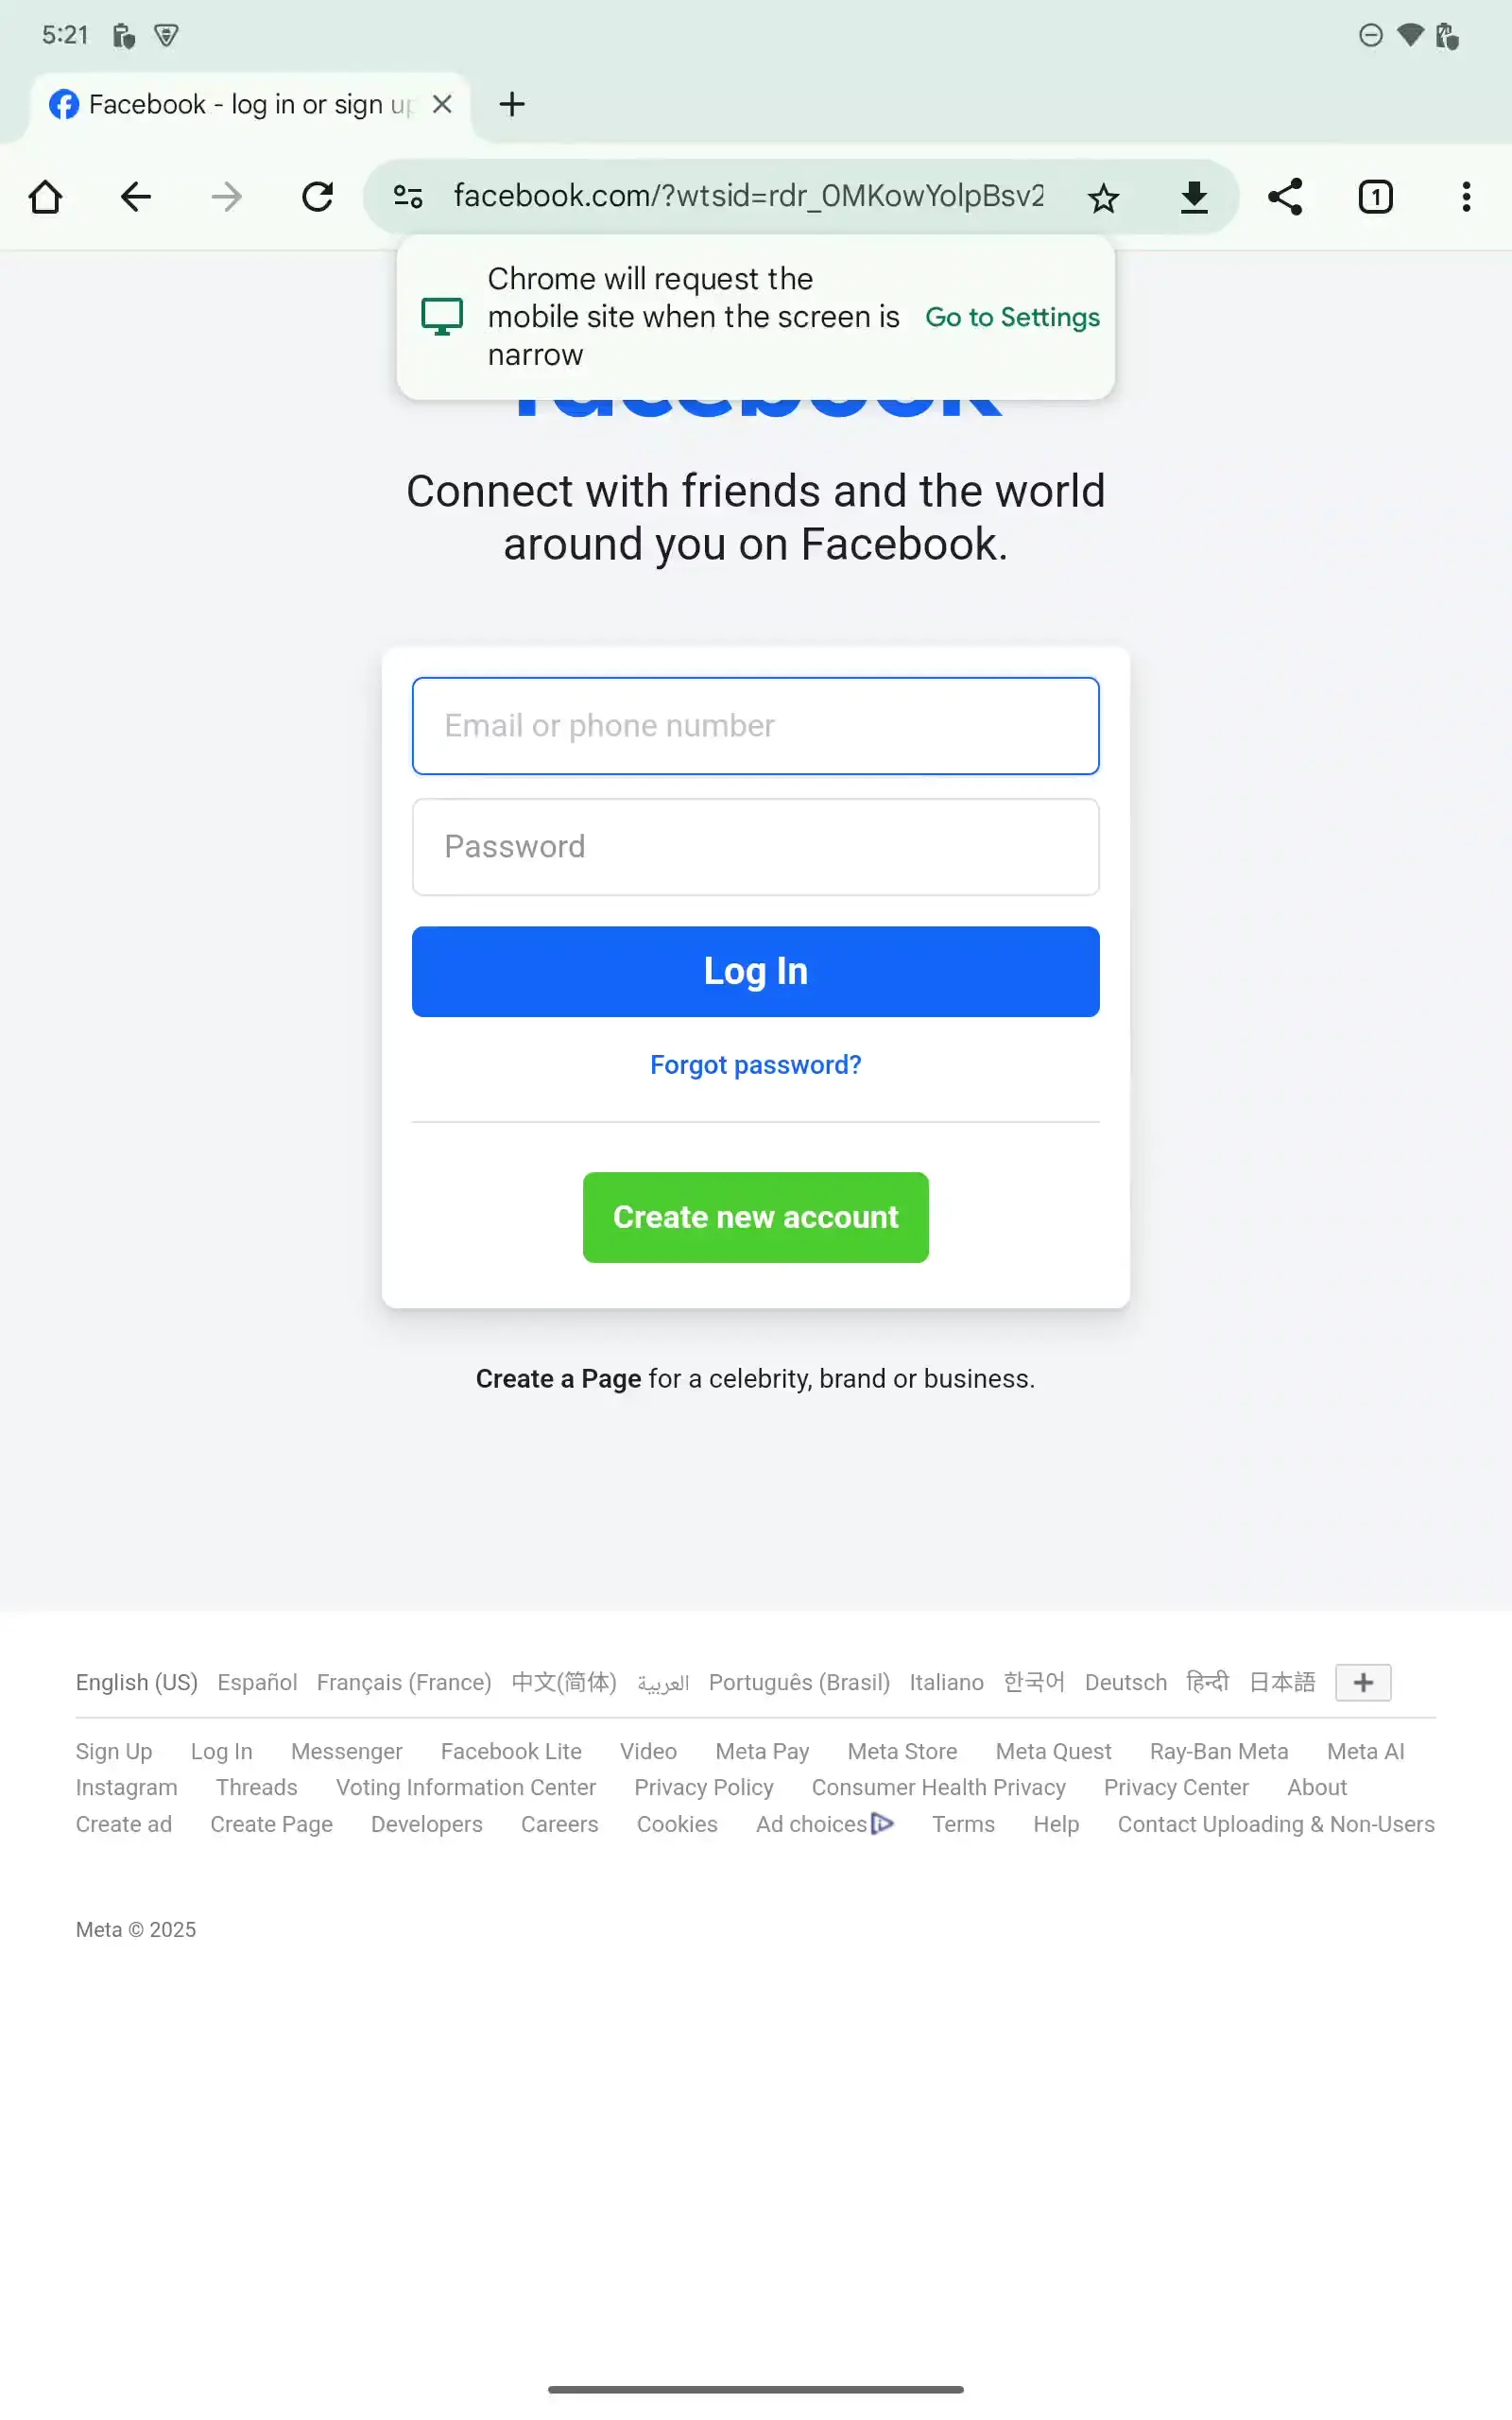 5:21
Facebook - log in or sign up
facebook.com/?wtsid=rdr_0MKowYolpBsv2
1
Chrome will request the
mobile site when the screen is
narrow
Go to Settings
facebook
Connect with friends and the world
around you on Facebook.
Email or phone number
Password
Log In
Forgot password?
Create new account
Create a Page for a celebrity, brand or business.
English (US) Español Français (France) 中文(简体) العربية Português (Brasil) Italiano 한국어 Deutsch हिन्दी 日本語 +
Sign Up Log In Messenger Facebook Lite Video Meta Pay Meta Store Meta Quest Ray-Ban Meta Meta AI
Instagram Threads Voting Information Center Privacy Policy Consumer Health Privacy Privacy Center About
Create ad Create Page Developers Careers Cookies Ad choices Terms Help Contact Uploading & Non-Users
Meta © 2025